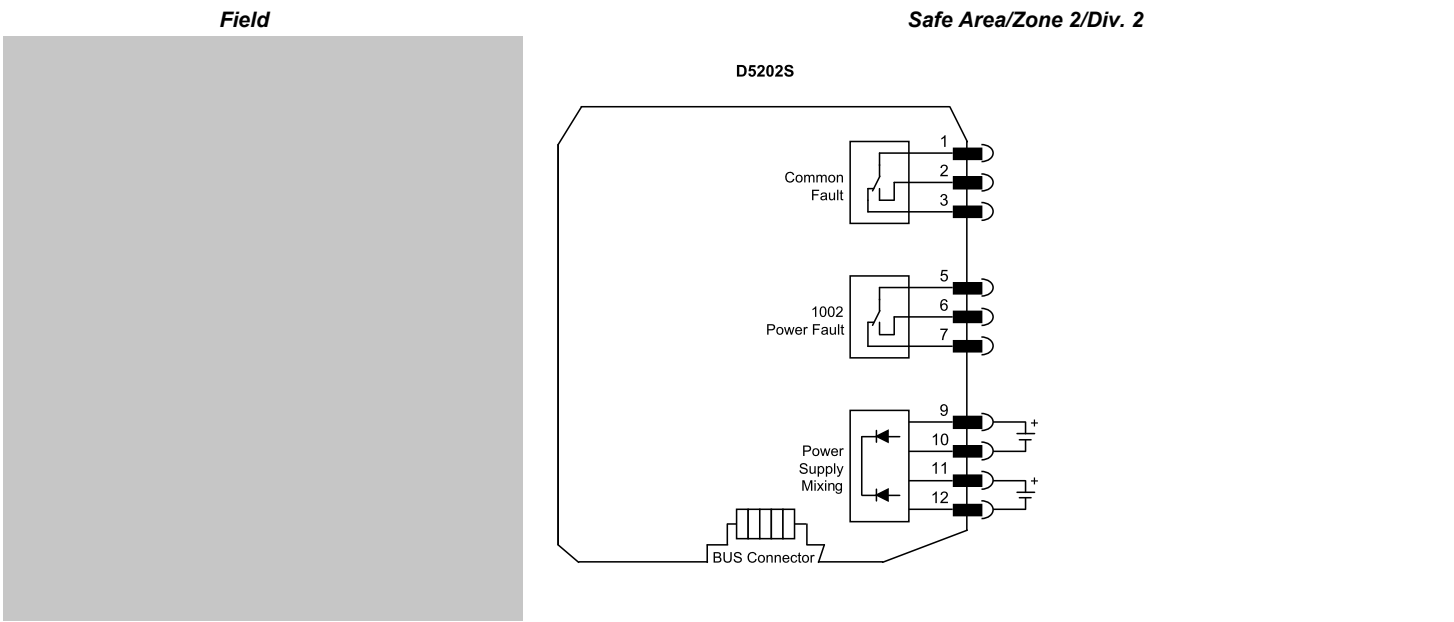 Field
Safe Area/Zone 2/Div. 2
D5202S
Common
Fault
1
2
3
1002
Power Fault
5
6
7
Power
Supply
Mixing
9
10
11
12
+
+
BUS Connector